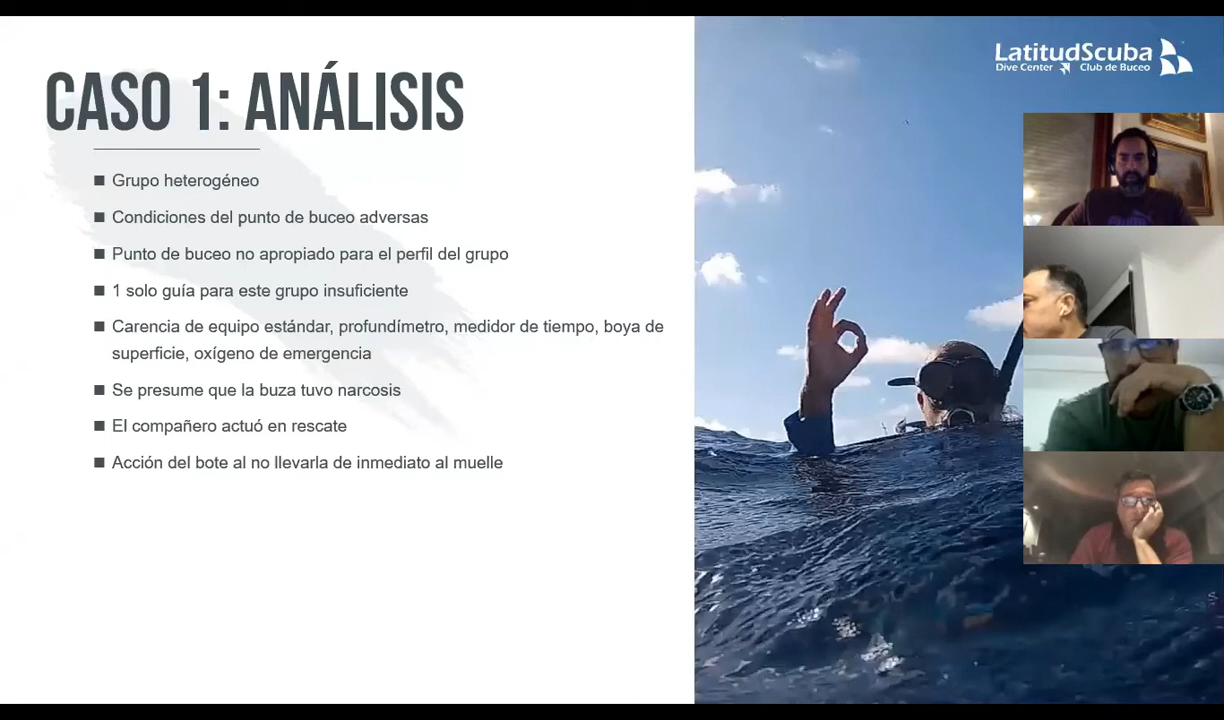 CASO 1: ANÁLISIS
Grupo heterogéneo
Condiciones del punto de buceo adversas
Punto de buceo no apropiado para el perfil del grupo
1 solo guía para este grupo insuficiente
Carencia de equipo estándar, profundímetro, medidor de tiempo, boya de
superficie, oxígeno de emergencia
Se presume que la buza tuvo narcosis
El compañero actuó en rescate
Acción del bote al no llevarla de inmediato al muelle
LatitudScuba
Dive Center Club de Buceo
PUMA